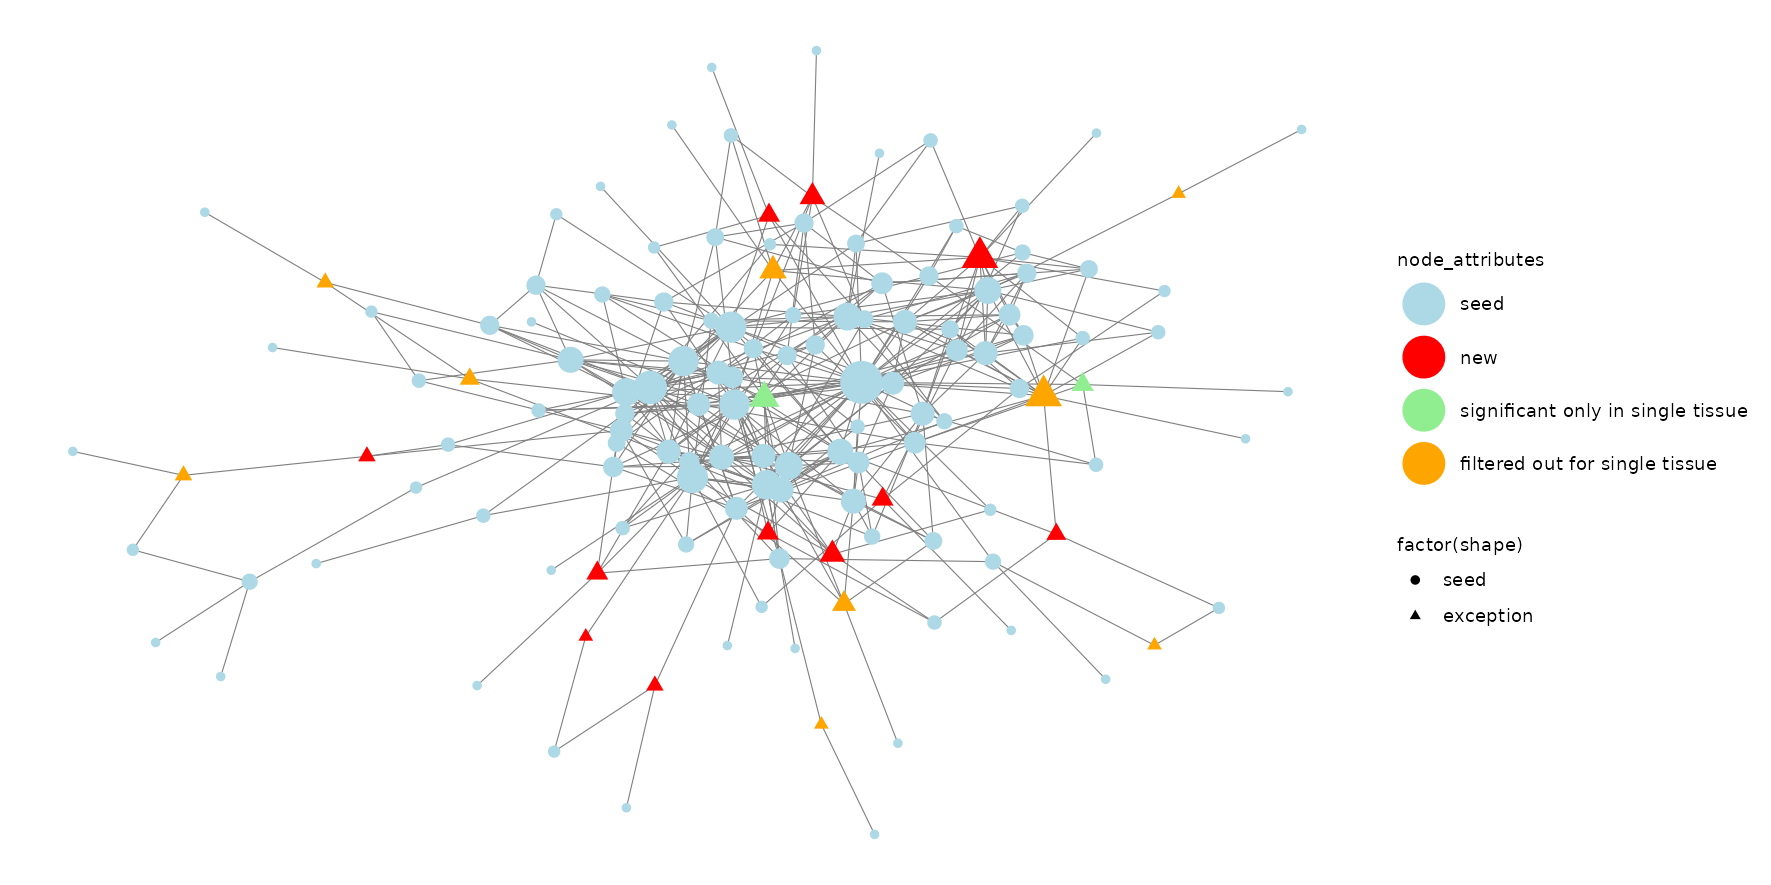 node_attributes
seed
new
significant only in single tissue
filtered out for single tissue
factor(shape)
seed
exception